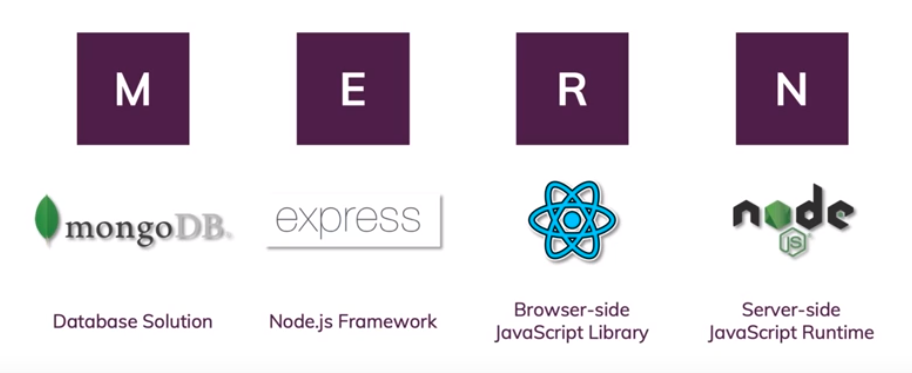 M
E
R
N
mongoDB.
express
node
JS
Database Solution
Node.js Framework
Browser-side
JavaScript Library
Server-side
JavaScript Runtime